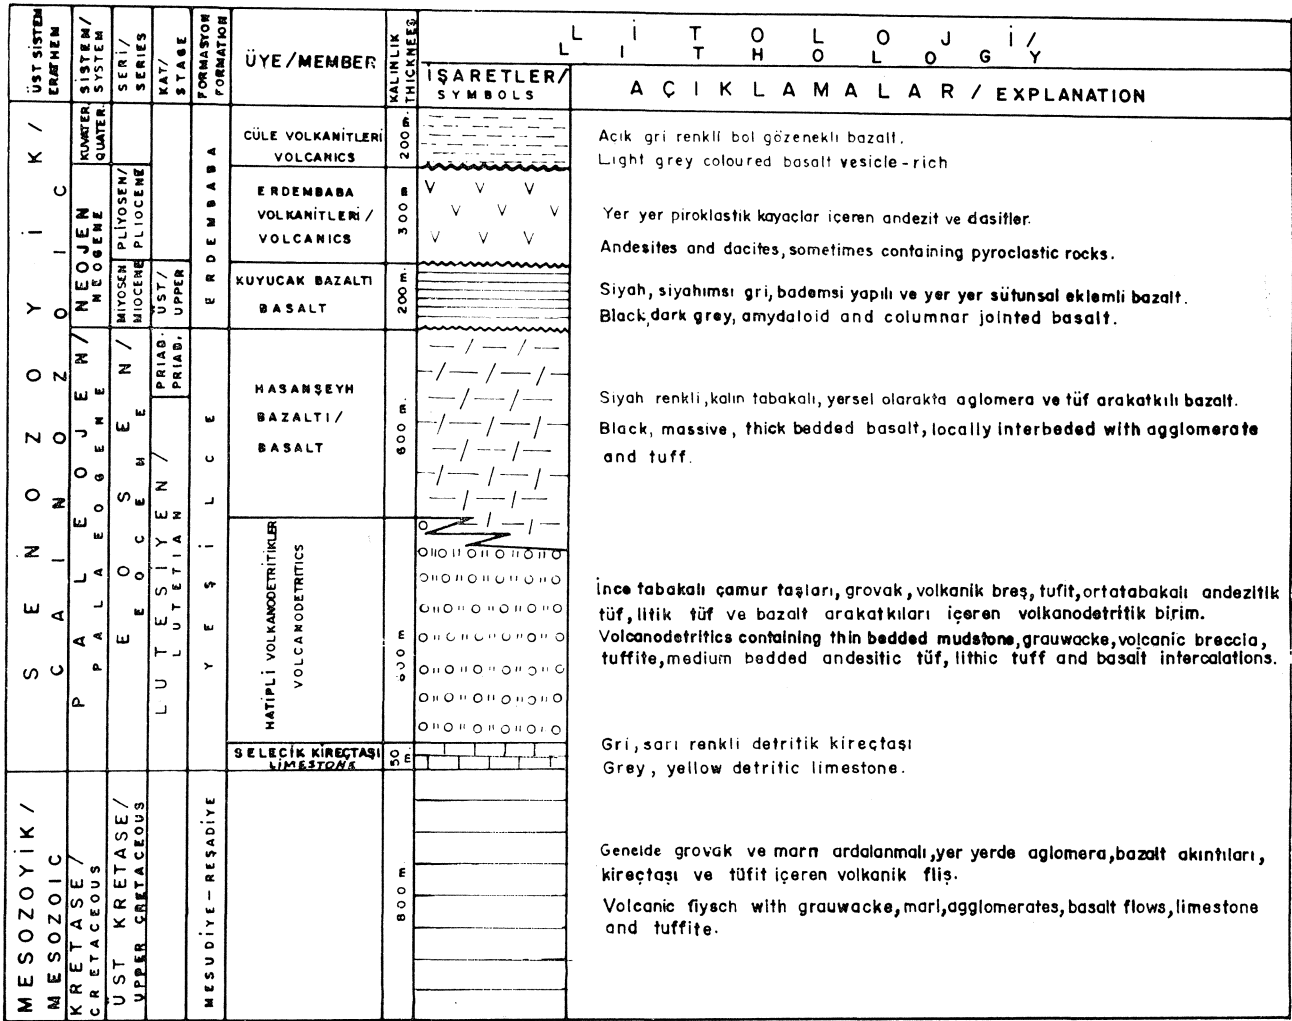 ÜST SİSTEM
ERATHEM
SİSTEM/
SYSTEM
SERİ/
SERIES
KAT/
STAGE
FORMASYON
FORMATION
ÜYE/MEMBER
KALINLIK
THICKNEES
LİTOLOJİ/
LITHOLOGY
İŞARETLER/
SYMBOLS
AÇIKLAMALAR/ EXPLANATION
SENOZOYİK/
CAINOZOIC
KUVATER.
QUATER.
NEOJEN
NEOGENE
PLİYOSEN/
PLIOCENE
MİYOSEN
MIOCENE
ÜST/
UPPER
ERDEMBABA
CÜLE VOLKANİTLERİ
VOLCANICS
200 m.
Acık gri renkli bol gözenekli bazalt.
Light grey coloured basalt vesicle-rich
ERDEMBABA
VOLKANİTLERİ/
VOLCANICS
300 m
Yer yer piroklastik kayaclar içeren andezit ve dasitler.
Andesites and dacites, sometimes containing pyroclastic rocks.
KUYUCAK BAZALTI
BASALT
200 m.
Siyah, siyahımsı gri, bademsi yapılı ve yer yer sütunsal eklemli bazalt.
Black, dark grey, amydaloid and columnar jointed basalt.
PALEOJEN/
PALAEOGENE
EOSEN/
EOCENE
PRIAB.
PRIAB.
LUTESİYEN/
LUTETIAN
YEŞİLCE
HASANŞEYH
BAZALTI/
BASALT
600 m.
Siyah renkli, kalın tabakalı, yersel olarakta aglomera ve tüf arakatkılı bazalt.
Black, massive, thick bedded basalt, locally interbeded with agglomerate
and tuff.
HATİPLİ VOLKANODETRİTİKLER
VOLCANODETRITICS
600 m
İnce tabakalı çamur taşları, grovak, volkanik breş, tufit, ortatabakalı andezitik
tüf, litik tüf ve bazalt arakatkıları içeren volkanodetritik birim.
Volcanodetritics containing thin bedded mudstone, grauwacke, volcanic breccia,
tuffite, medium bedded andesitic tüf, lithic tuff and basalt intercalations.
SELECİK KİREÇTAŞI
LİMESTONE
50 m.
Gri, sarı renkli detritik kireçtaşı
Grey, yellow detritic limestone.
MESOZOYİK/
MESOZOIC
KRETASE/
CRETACEOUS
ÜST KRETASE/
UPPER CRETACEOUS
MESUDİYE-REŞADİYE
800 m.
Genelde grovak ve marn ardalanmalı, yer yerde aglomera, bazalt akıntıları,
kireçtaşı ve tüfit içeren volkanik fliş.
Volcanic flysch with grauwacke, marl, agglomerates, basalt flows, limestone
and tuffite.